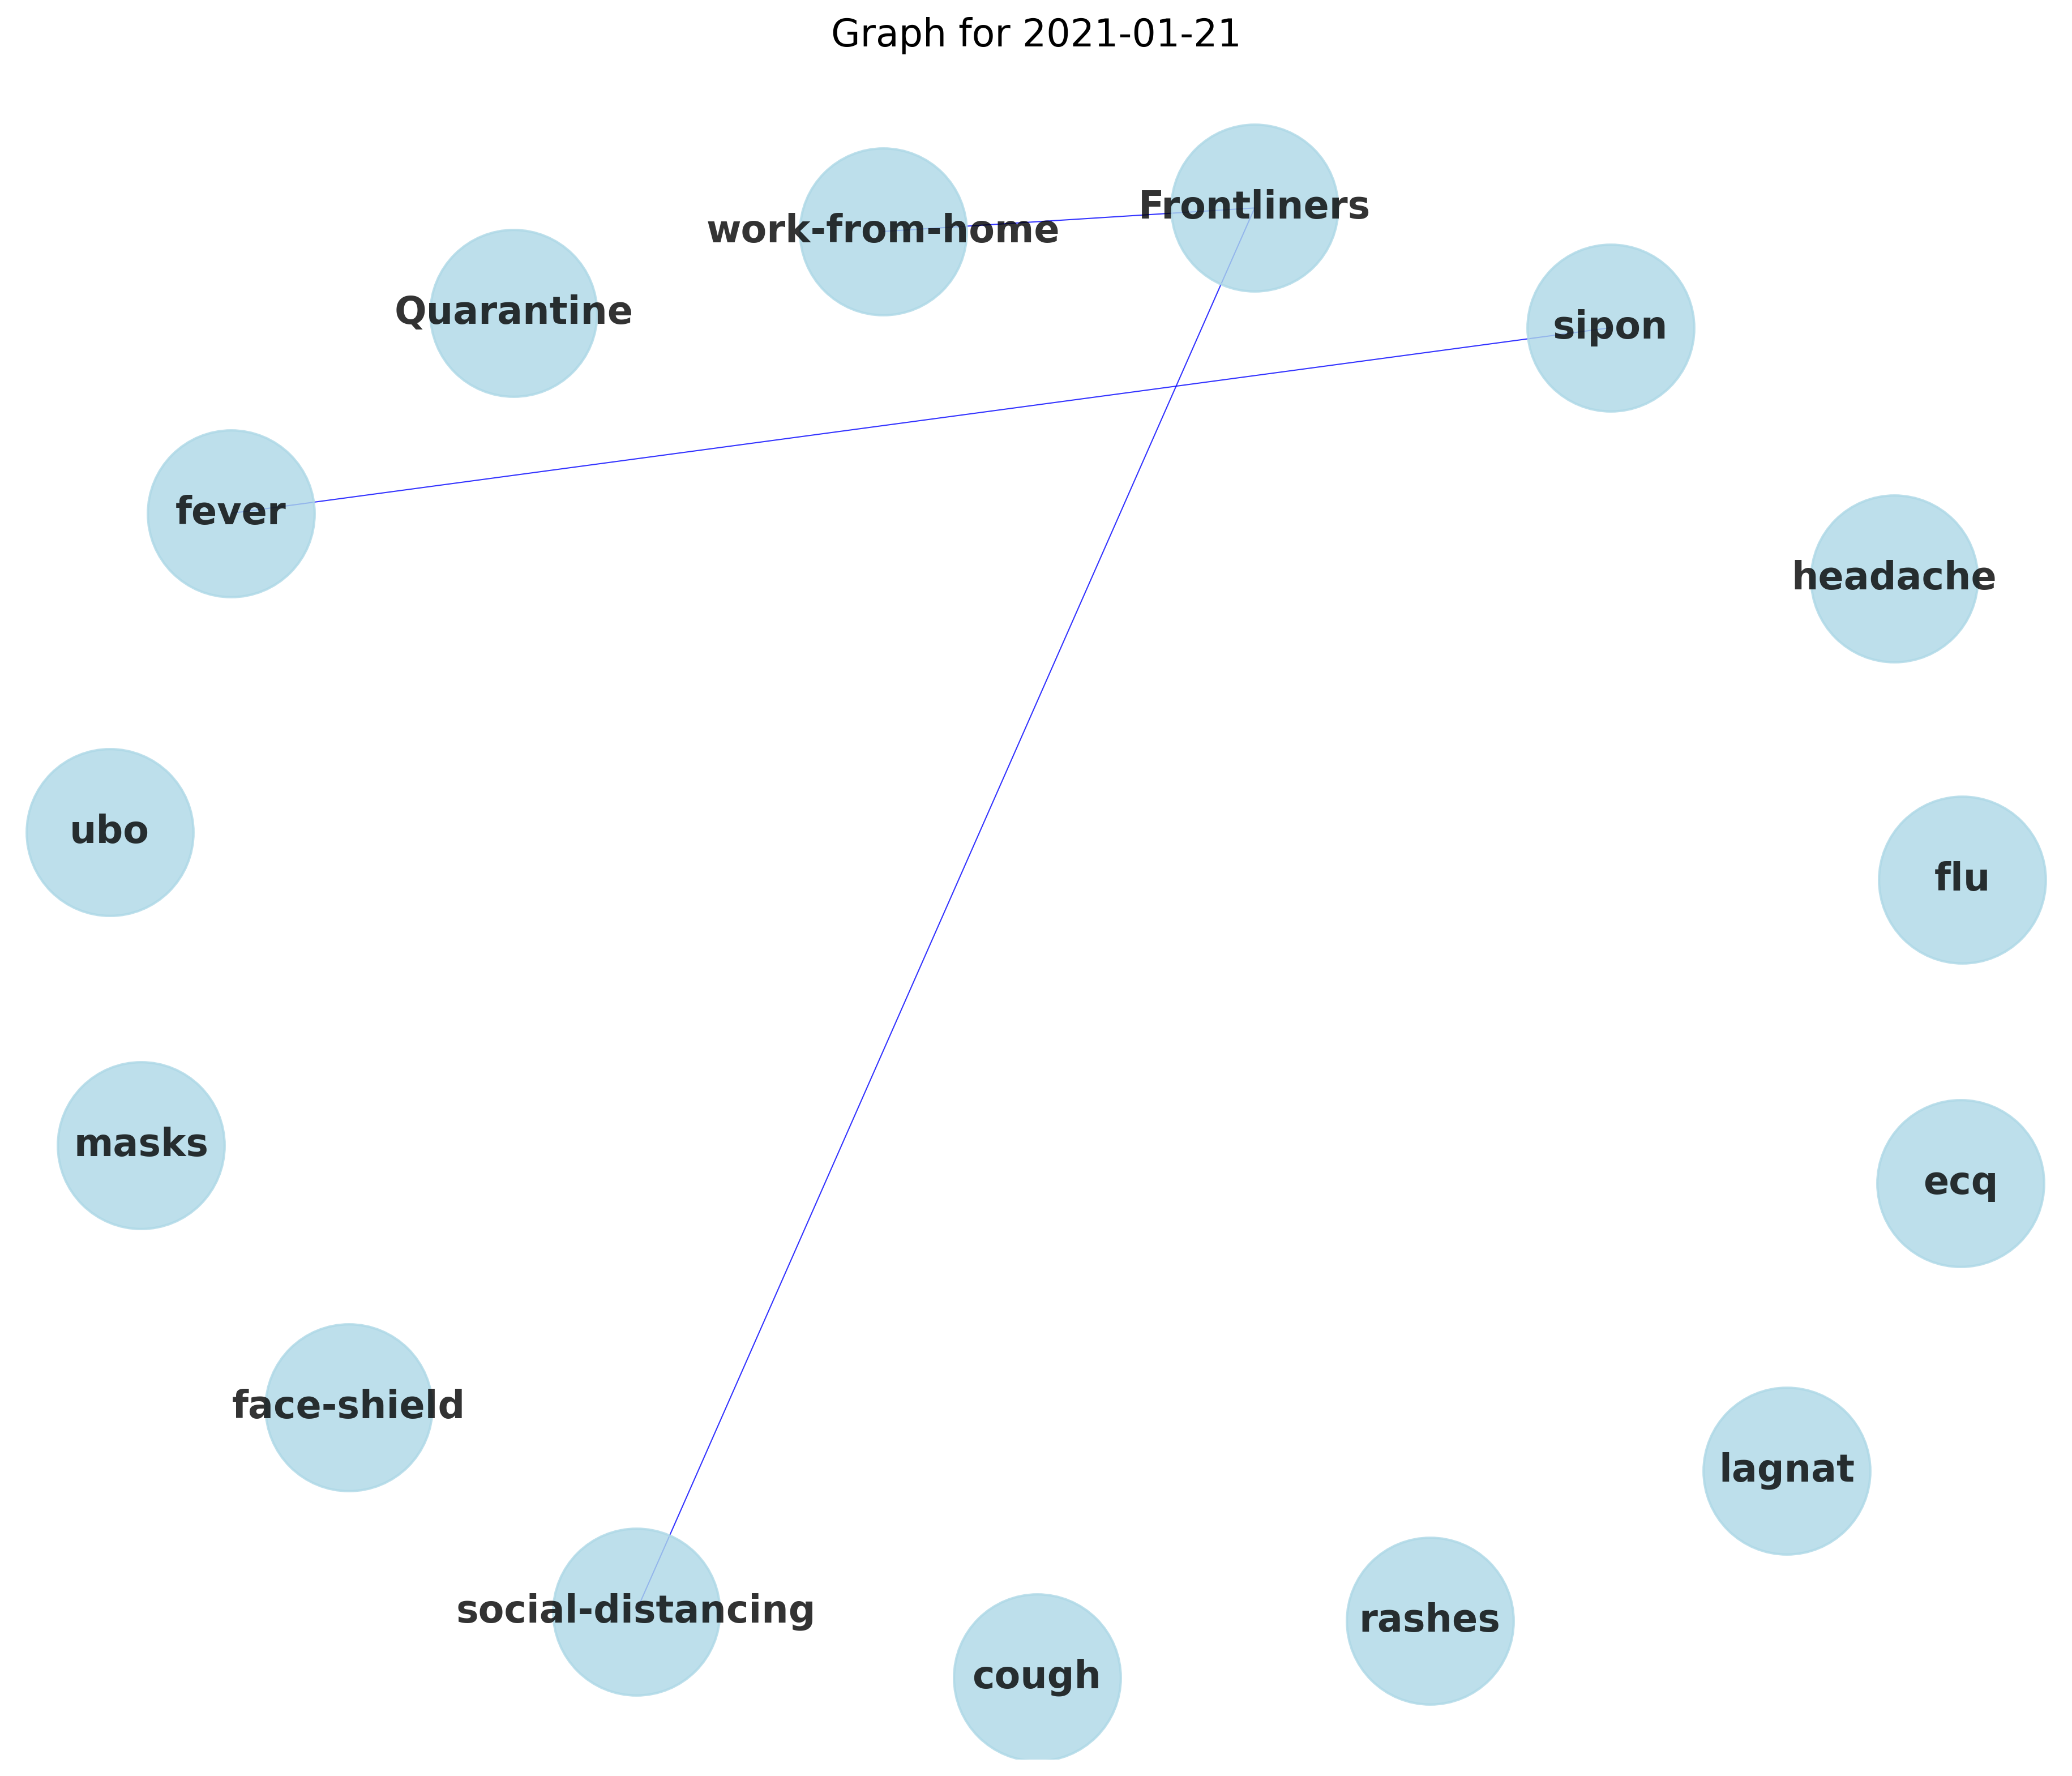 Graph for 2021-01-21
Frontliners
work-from-home
Quarantine
sipon
fever
headache
ubo
flu
masks
ecq
face-shield
lagnat
social-distancing
rashes
cough